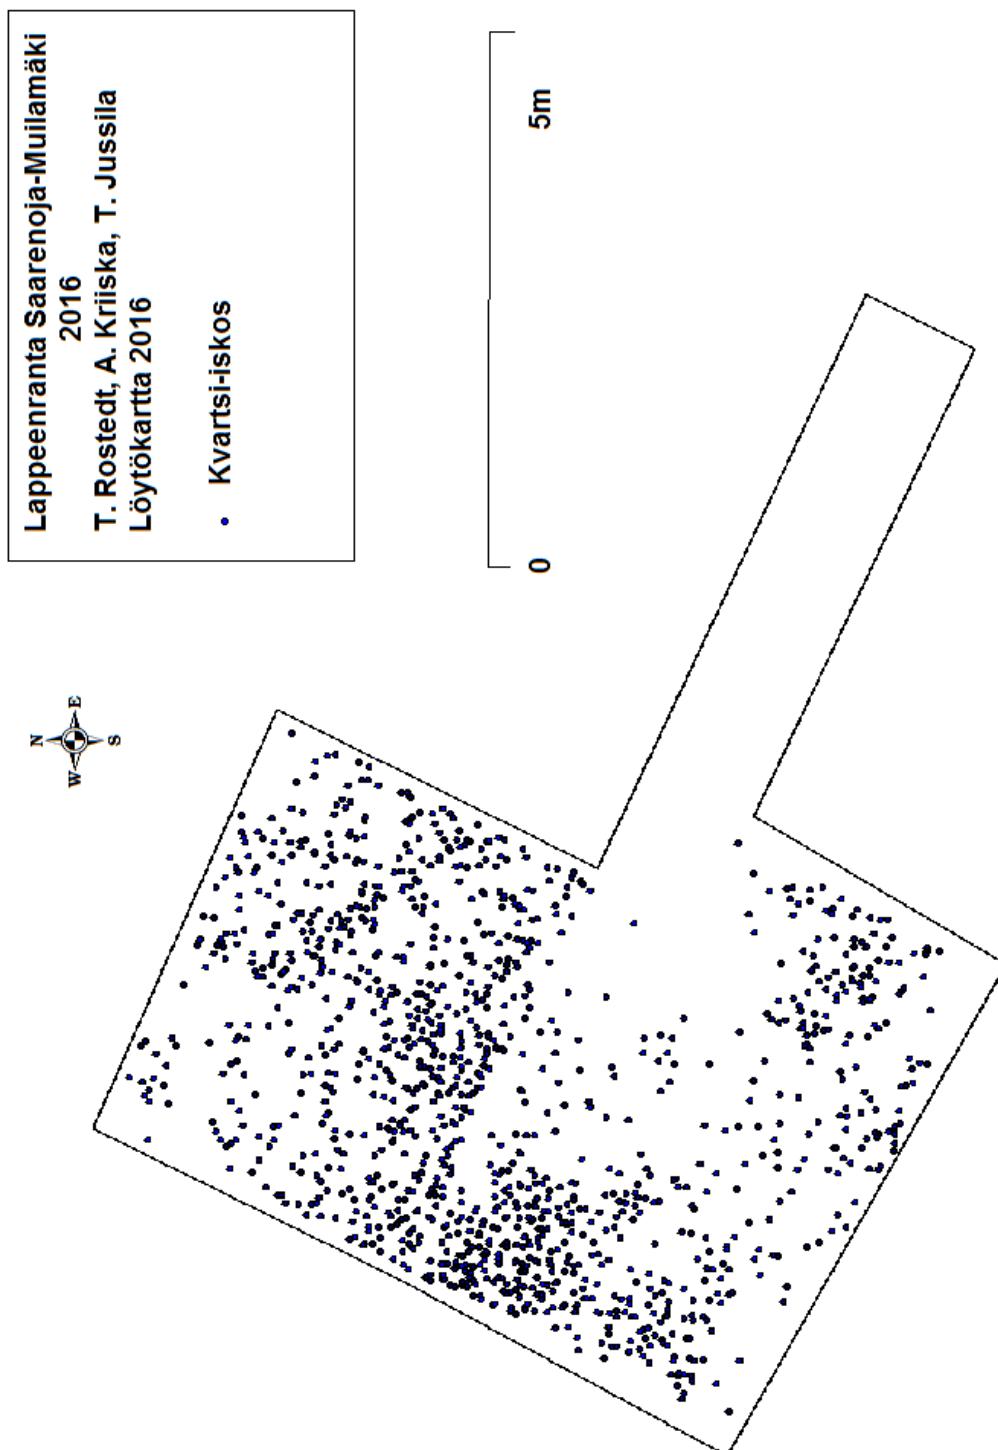 Lappeenranta Saarenoja-Muilamäki
2016
T. Rostedt, A. Kriiska, T. Jussila
Löytökartta 2016
Kvartsi-iskos
0
5m
N
W
E
S